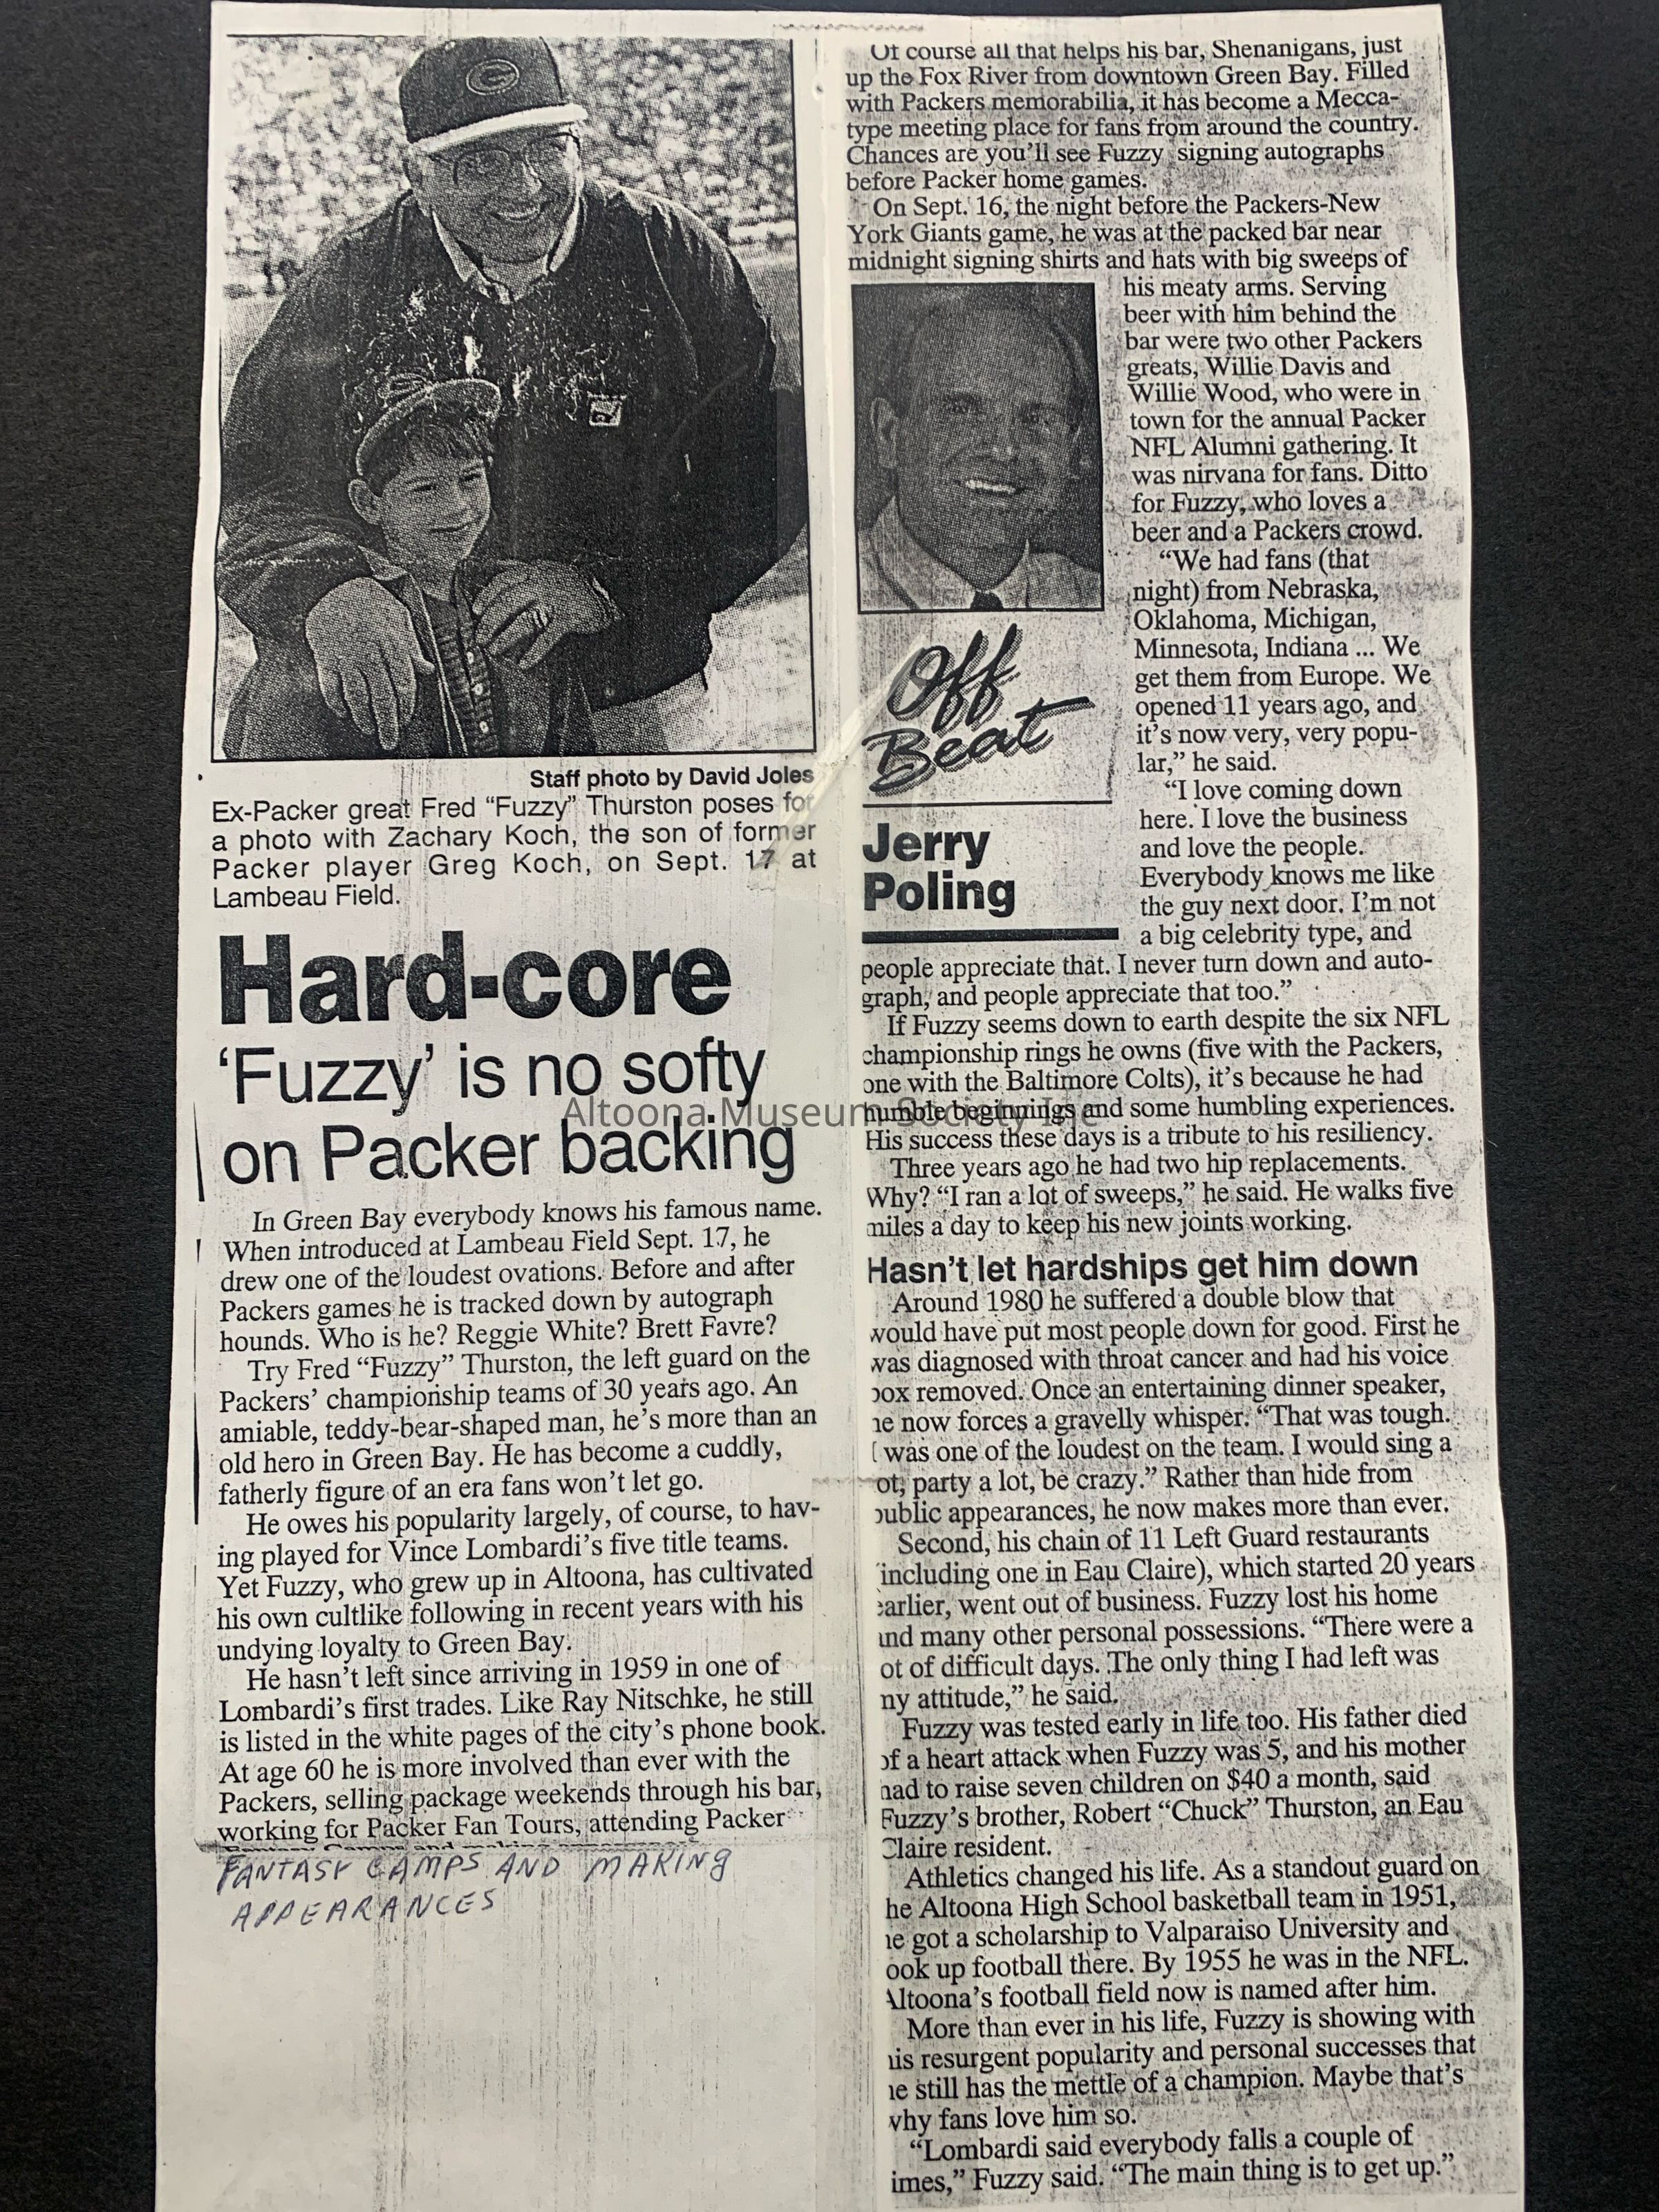 Staff photo by David Joles
Ex-Packer great Fred “Fuzzy” Thurston poses for
a photo with Zachary Koch, the son of former
Packer player Greg Koch, on Sept. 17 at
Lambeau Field.
Hard-core
‘Fuzzy’ is no softy
on Packer backing
In Green Bay everybody knows his famous name.
When introduced at Lambeau Field Sept. 17, he
drew one of the loudest ovations. Before and after
Packers games he is tracked down by autograph
hounds. Who is he? Reggie White? Brett Favre?
Try Fred “Fuzzy” Thurston, the left guard on the
Packers’ championship teams of 30 years ago. An
amiable, teddy-bear-shaped man, he’s more than an
old hero in Green Bay. He has become a cuddly,
fatherly figure of an era fans won’t let go.
He owes his popularity largely, of course, to hav-
ing played for Vince Lombardi’s five title teams.
Yet Fuzzy, who grew up in Altoona, has cultivated
his own cultlike following in recent years with his
undying loyalty to Green Bay.
He hasn’t left since arriving in 1959 in one of
Lombardi’s first trades. Like Ray Nitschke, he still
is listed in the white pages of the city’s phone book.
At age 60 he is more involved than ever with the
Packers, selling package weekends through his bar,
working for Packer Fan Tours, attending Packer
FANTASY CAMPS AND MAKING
APPEARANCES
Of course all that helps his bar, Shenanigans, just
up the Fox River from downtown Green Bay. Filled
with Packers memorabilia, it has become a Mecca-
type meeting place for fans from around the country.
Chances are you’ll see Fuzzy signing autographs
before Packer home games.
On Sept. 16, the night before the Packers-New
York Giants game, he was at the packed bar near
midnight signing shirts and hats with big sweeps of
his meaty arms. Serving
beer with him behind the
bar were two other Packers
greats, Willie Davis and
Willie Wood, who were in
town for the annual Packer
NFL Alumni gathering. It
was nirvana for fans. Ditto
for Fuzzy, who loves a
beer and a Packers crowd.
“We had fans (that
night) from Nebraska,
Oklahoma, Michigan,
Minnesota, Indiana ... We
get them from Europe. We
opened 11 years ago, and
it’s now very, very popu-
lar,” he said.
“I love coming down
here. I love the business
and love the people.
Everybody knows me like
the guy next door. I’m not
a big celebrity type, and
Off
Beat
Jerry
Poling
people appreciate that. I never turn down and auto-
graph, and people appreciate that too.”
If Fuzzy seems down to earth despite the six NFL
championship rings he owns (five with the Packers,
one with the Baltimore Colts), it’s because he had
humble beginnings and some humbling experiences.
His success these days is a tribute to his resiliency.
Three years ago he had two hip replacements.
Why? “I ran a lot of sweeps,” he said. He walks five
miles a day to keep his new joints working.
Hasn’t let hardships get him down
Around 1980 he suffered a double blow that
would have put most people down for good. First he
was diagnosed with throat cancer and had his voice
box removed. Once an entertaining dinner speaker,
he now forces a gravelly whisper. “That was tough.
I was one of the loudest on the team. I would sing a
ot, party a lot, be crazy.” Rather than hide from
public appearances, he now makes more than ever.
Second, his chain of 11 Left Guard restaurants
(including one in Eau Claire), which started 20 years
earlier, went out of business. Fuzzy lost his home
and many other personal possessions. “There were a
ot of difficult days. The only thing I had left was
ny attitude,” he said.
Fuzzy was tested early in life too. His father died
of a heart attack when Fuzzy was 5, and his mother
had to raise seven children on $40 a month, said
Fuzzy’s brother, Robert “Chuck” Thurston, an Eau
Claire resident.
Athletics changed his life. As a standout guard on
he Altoona High School basketball team in 1951,
he got a scholarship to Valparaiso University and
ook up football there. By 1955 he was in the NFL.
Altoona’s football field now is named after him.
More than ever in his life, Fuzzy is showing with
his resurgent popularity and personal successes that
he still has the mettle of a champion. Maybe that’s
why fans love him so.
“Lombardi said everybody falls a couple of
imes,” Fuzzy said. “The main thing is to get up.”
Altoona Museum Society Inc